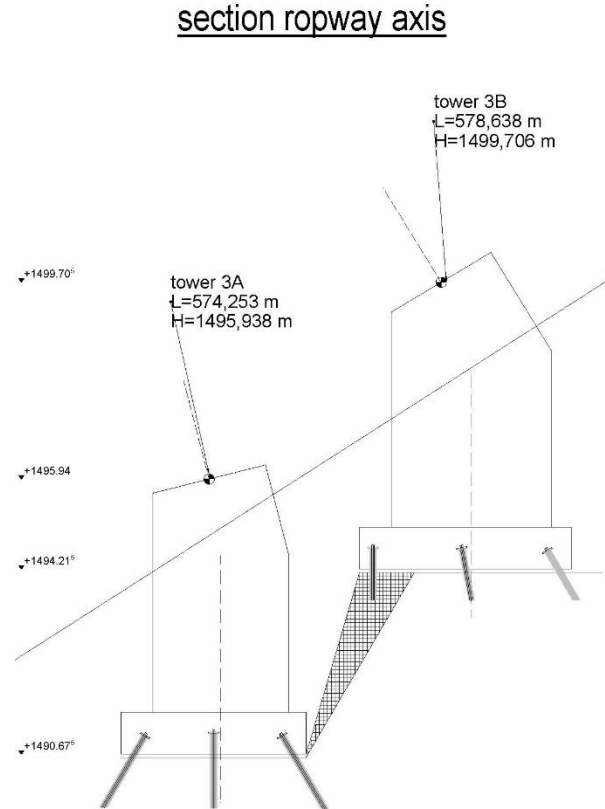 section ropway axis
tower 3B
L=578,638 m
H=1499,706 m
+1499.70⁵
tower 3A
L=574,253 m
H=1495,938 m
+1495.94
+1494.21⁵
+1490.67⁵